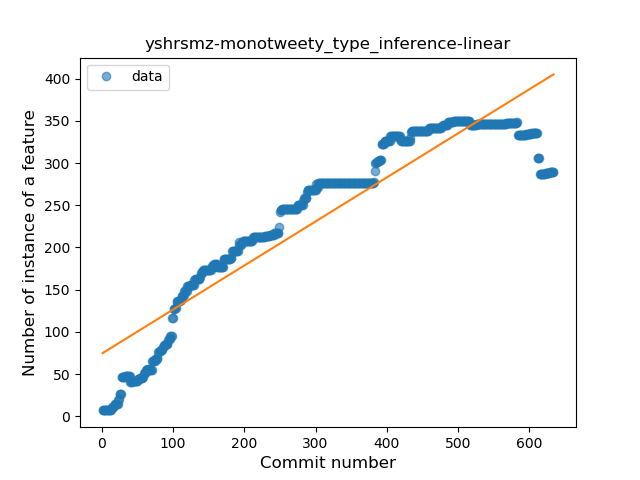 yshrsmz-monotweety_type_inference-linear
data
Number of instance of a feature
400
350
300
250
200
150
100
50
0
0 100 200 300 400 500 600
Commit number